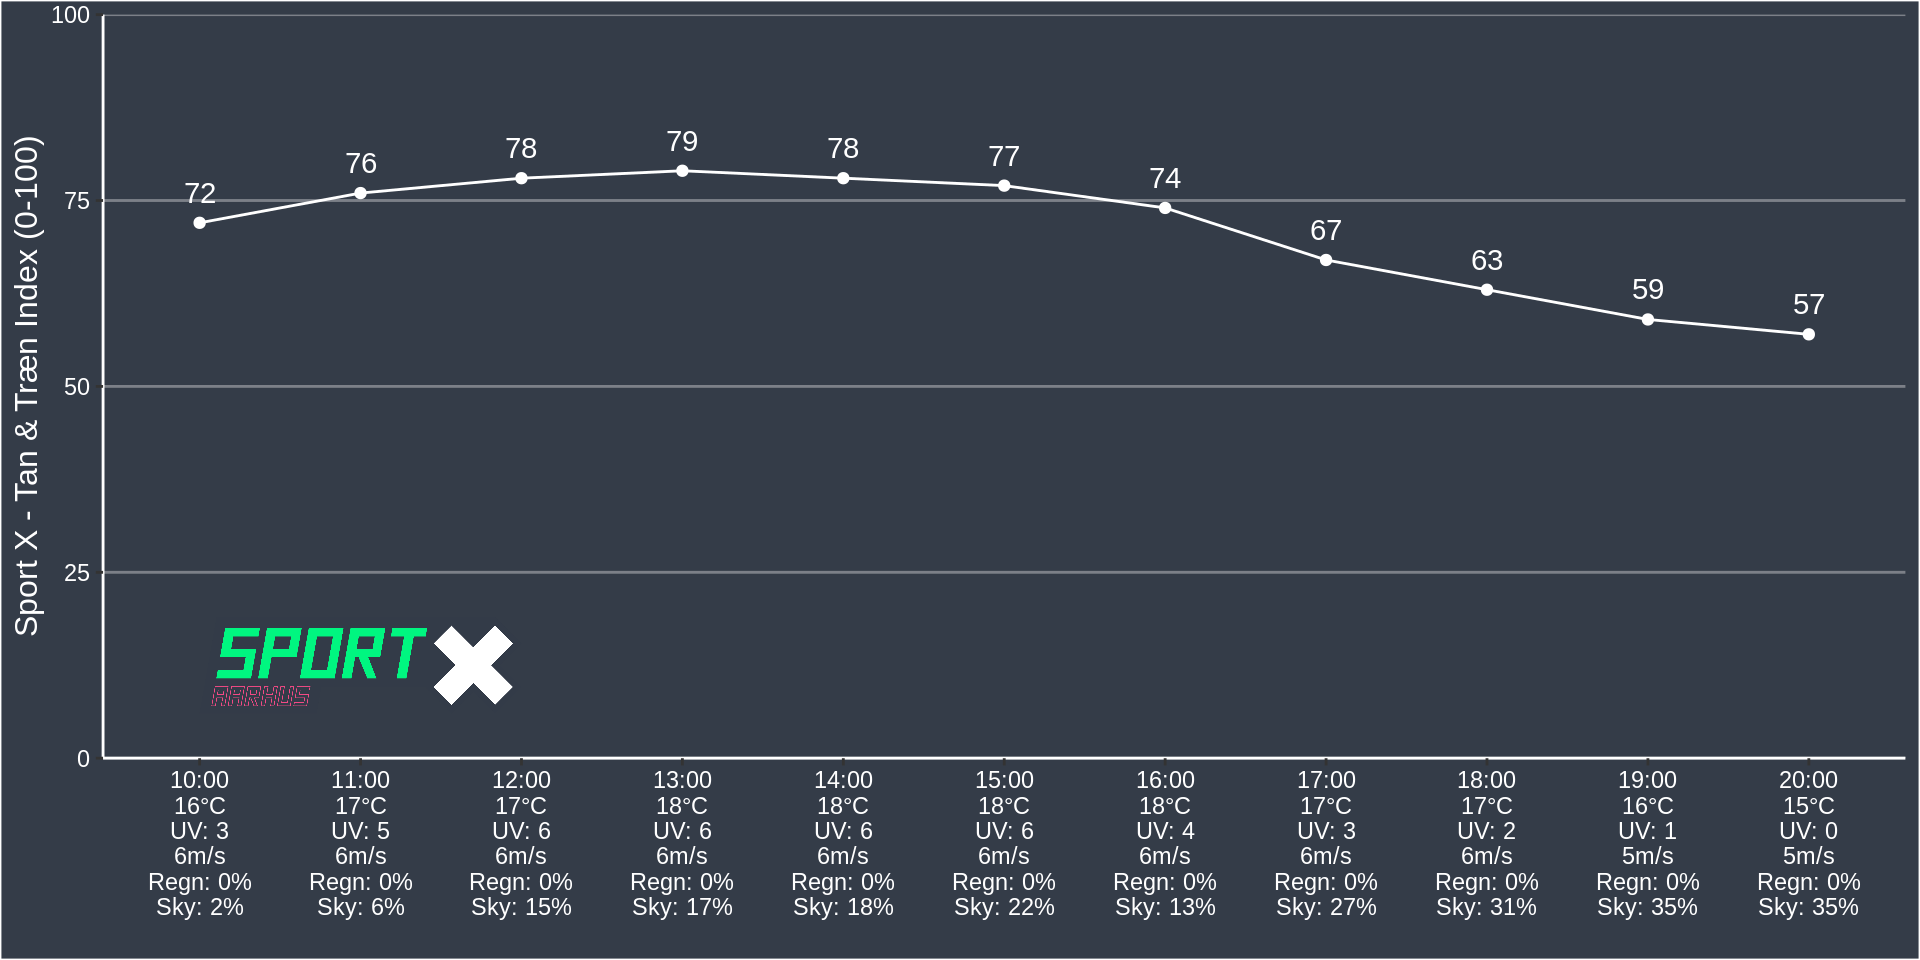 Sport X - Tan & Træn Index (0-100)
100
75
50
25
0
72
76
78
79
78
77
74
67
63
59
57
SPORT X
AARHUS
10:00 11:00 12:00 13:00 14:00 15:00 16:00 17:00 18:00 19:00 20:00
16°C 17°C 17°C 18°C 18°C 18°C 18°C 17°C 17°C 16°C 15°C
UV: 3 UV: 5 UV: 6 UV: 6 UV: 6 UV: 6 UV: 4 UV: 3 UV: 2 UV: 1 UV: 0
6m/s 6m/s 6m/s 6m/s 6m/s 6m/s 6m/s 6m/s 6m/s 5m/s 5m/s
Regn: 0% Regn: 0% Regn: 0% Regn: 0% Regn: 0% Regn: 0% Regn: 0% Regn: 0% Regn: 0% Regn: 0% Regn: 0%
Sky: 2% Sky: 6% Sky: 15% Sky: 17% Sky: 18% Sky: 22% Sky: 13% Sky: 27% Sky: 31% Sky: 35% Sky: 35%